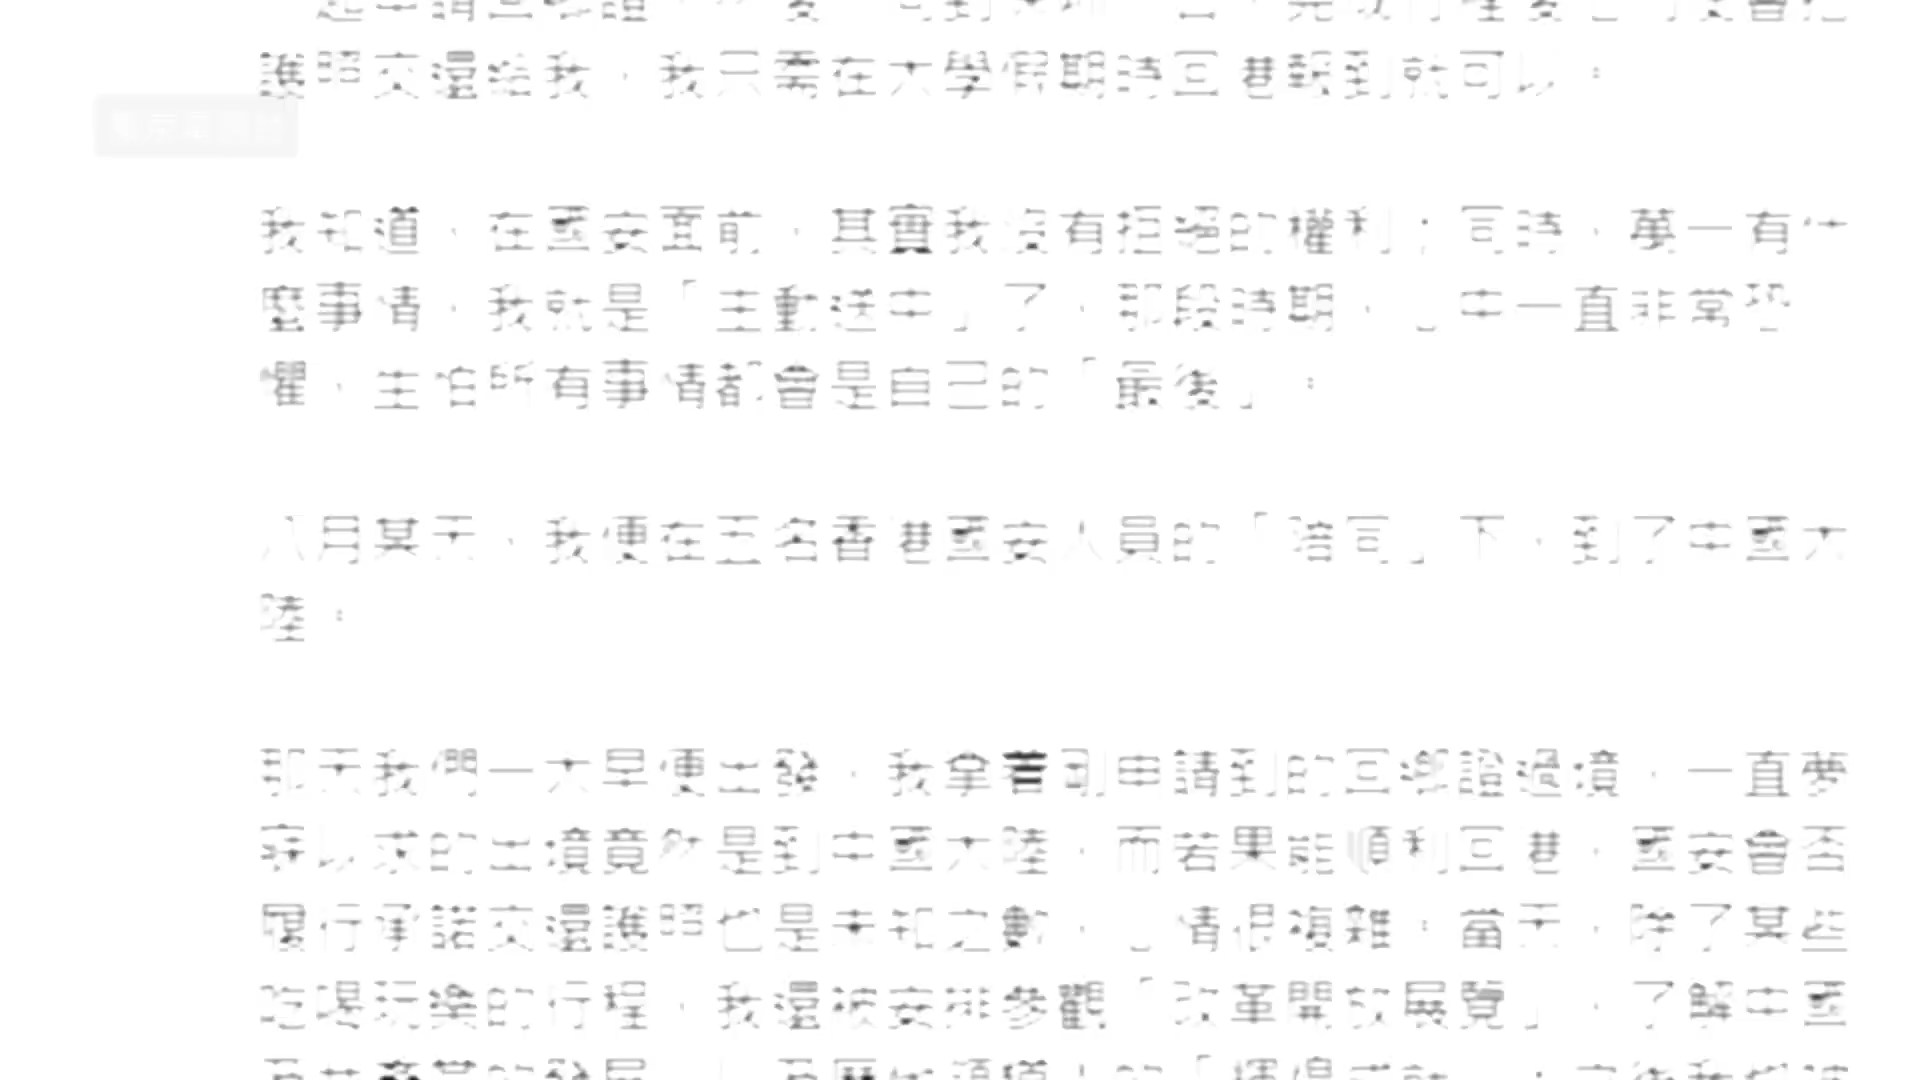 護照交還給我,我只需在大學假期時回港報到就可以。
我知道,在國安面前,其實我沒有拒絕的權利;同時,萬一有什
麼事情,我就是「主動送中」了。那段時期,心中一直非常恐
懼,生怕所有事情都會是自己的「最後」。
八月某天,我便在五名香港國安人員的「陪同」下,到了中國大
陸。
那天我們一大早便出發,我拿著剛申請到的回鄉證過境,一直夢
寐以求的出境竟然是到中國大陸,而若果能順利回港,國安會否
履行承諾交還護照也是未知之數,心情很複雜。當天,除了某些
吃喝玩樂的行程,我還被安排參觀「改革開放展覽」,了解中國